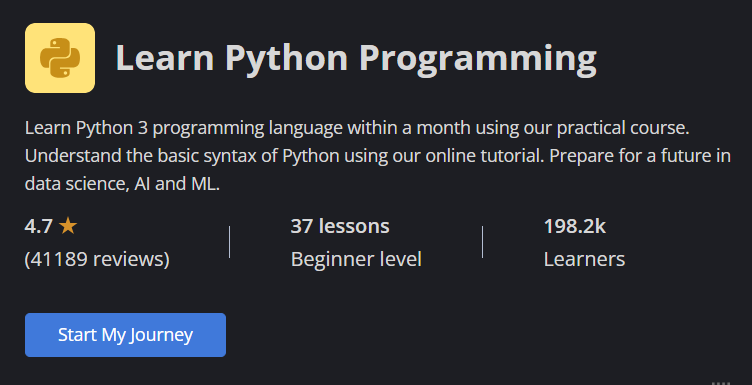 Learn Python Programming
Learn Python 3 programming language within a month using our practical course.
Understand the basic syntax of Python using our online tutorial. Prepare for a future in
data science, AI and ML.
4.7 ★
37 lessons
198.2k
(41189 reviews)
Beginner level
Learners
Start My Journey